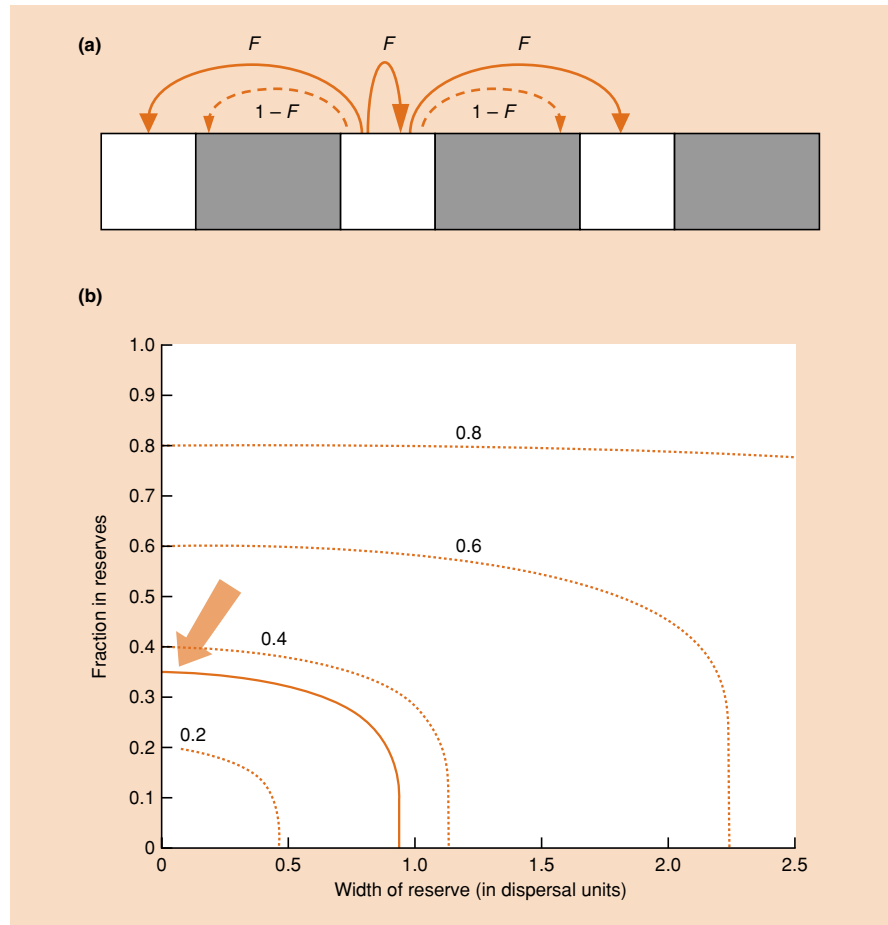 (a)
F F F
1 – F 1 – F
(b)
1.0
0.9
0.8
0.7
0.6
0.5
0.4
0.3
0.2
0.1
0
Fraction in reserves
0.8
0.6
0.4
0.2
0 0.5 1.0 1.5 2.0 2.5
Width of reserve (in dispersal units)